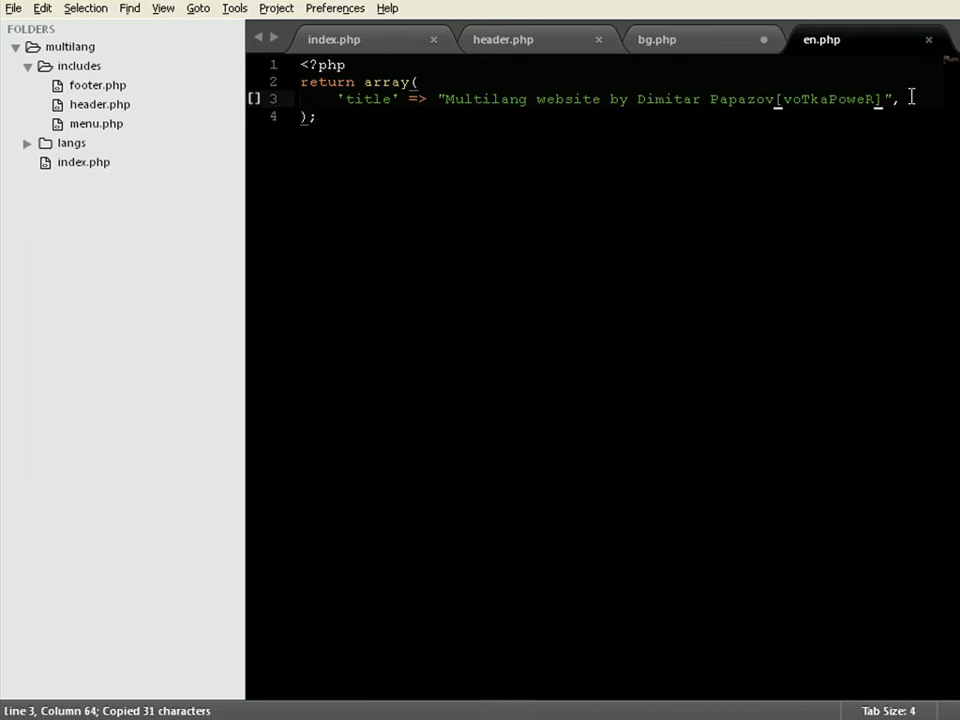 File Edit Selection Find View Goto Tools Project Preferences Help
FOLDERS
multilang
includes
footer.php
header.php
menu.php
langs
index.php
index.php × header.php × bg.php en.php ×
1 <?php
2 return array(
[] 3 'title' => "Multilang website by Dimitar Papazov[voTkaPoweR]",
4 );
Line 3, Column 64; Copied 31 characters Tab Size: 4